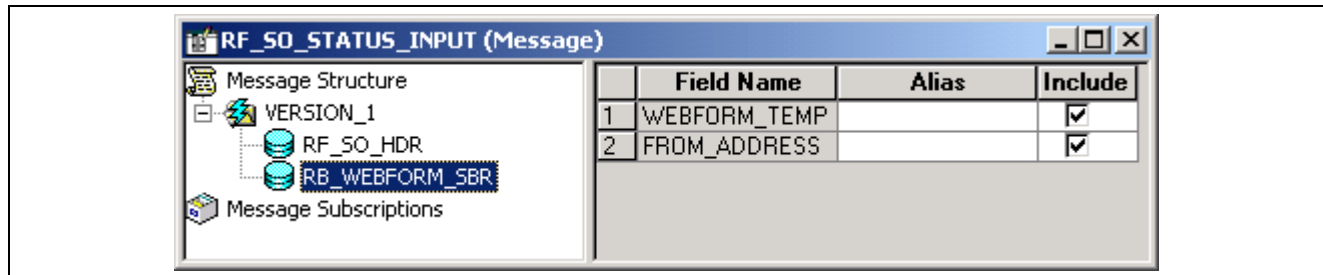 RF_SO_STATUS_INPUT (Message)
Message Structure
VERSION_1
RF_SO_HDR
RB_WEBFORM_SBR
Message Subscriptions
Field Name Alias Include
1 WEBFORM_TEMP
2 FROM_ADDRESS